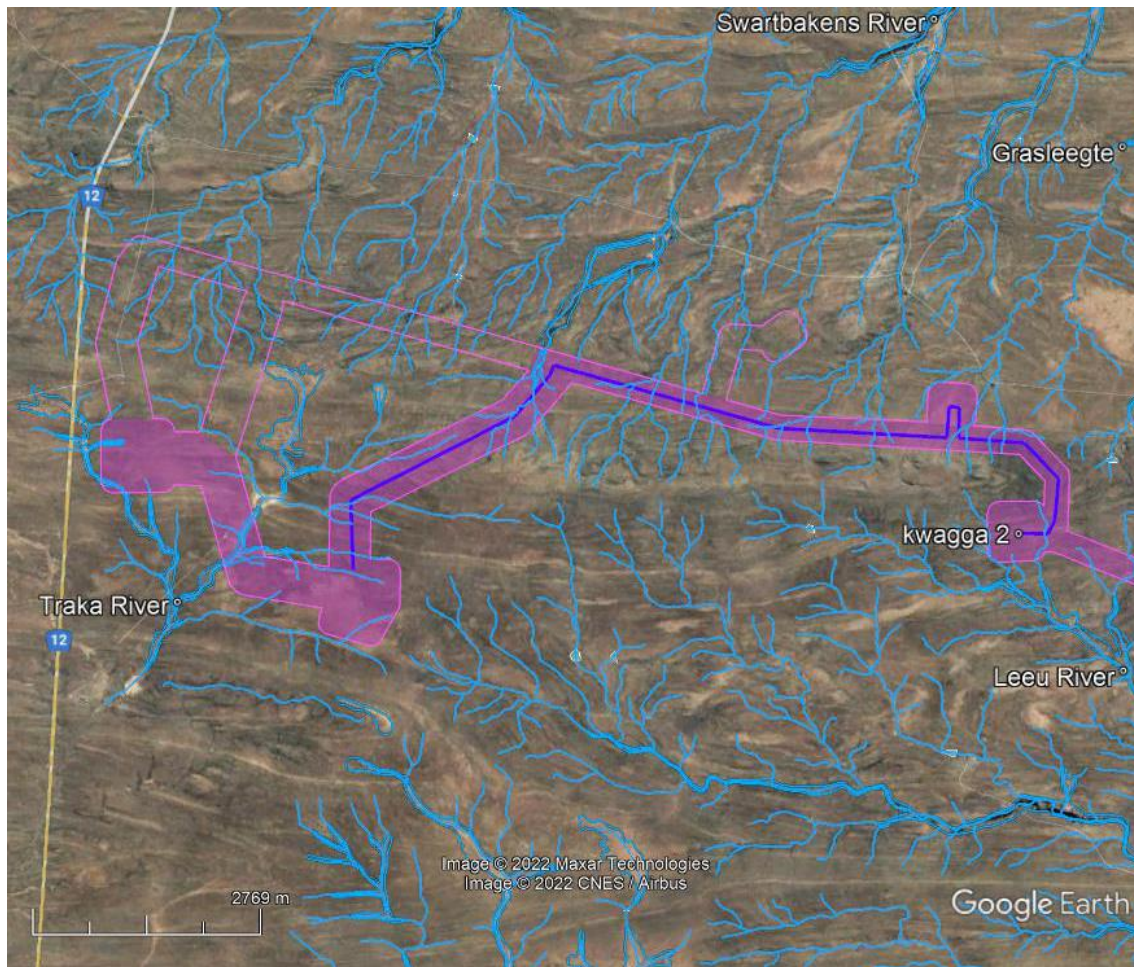 Swartbakens River
Grasleegte
12
kwagga 2
Traka River
12
Leeu River
Image © 2022 Maxar Technologies
Image © 2022 CNES / Airbus
2769 m
Google Earth